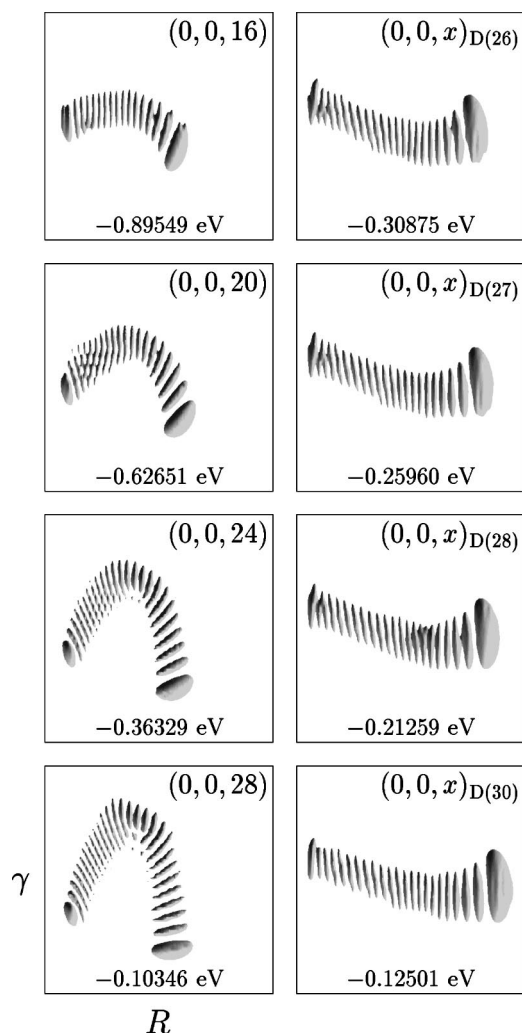 (0, 0, 16)
−0.89549 eV
(0, 0, x)D(26)
−0.30875 eV
(0, 0, 20)
−0.62651 eV
(0, 0, x)D(27)
−0.25960 eV
(0, 0, 24)
−0.36329 eV
(0, 0, x)D(28)
−0.21259 eV
(0, 0, 28)
−0.10346 eV
(0, 0, x)D(30)
−0.12501 eV
γ
R